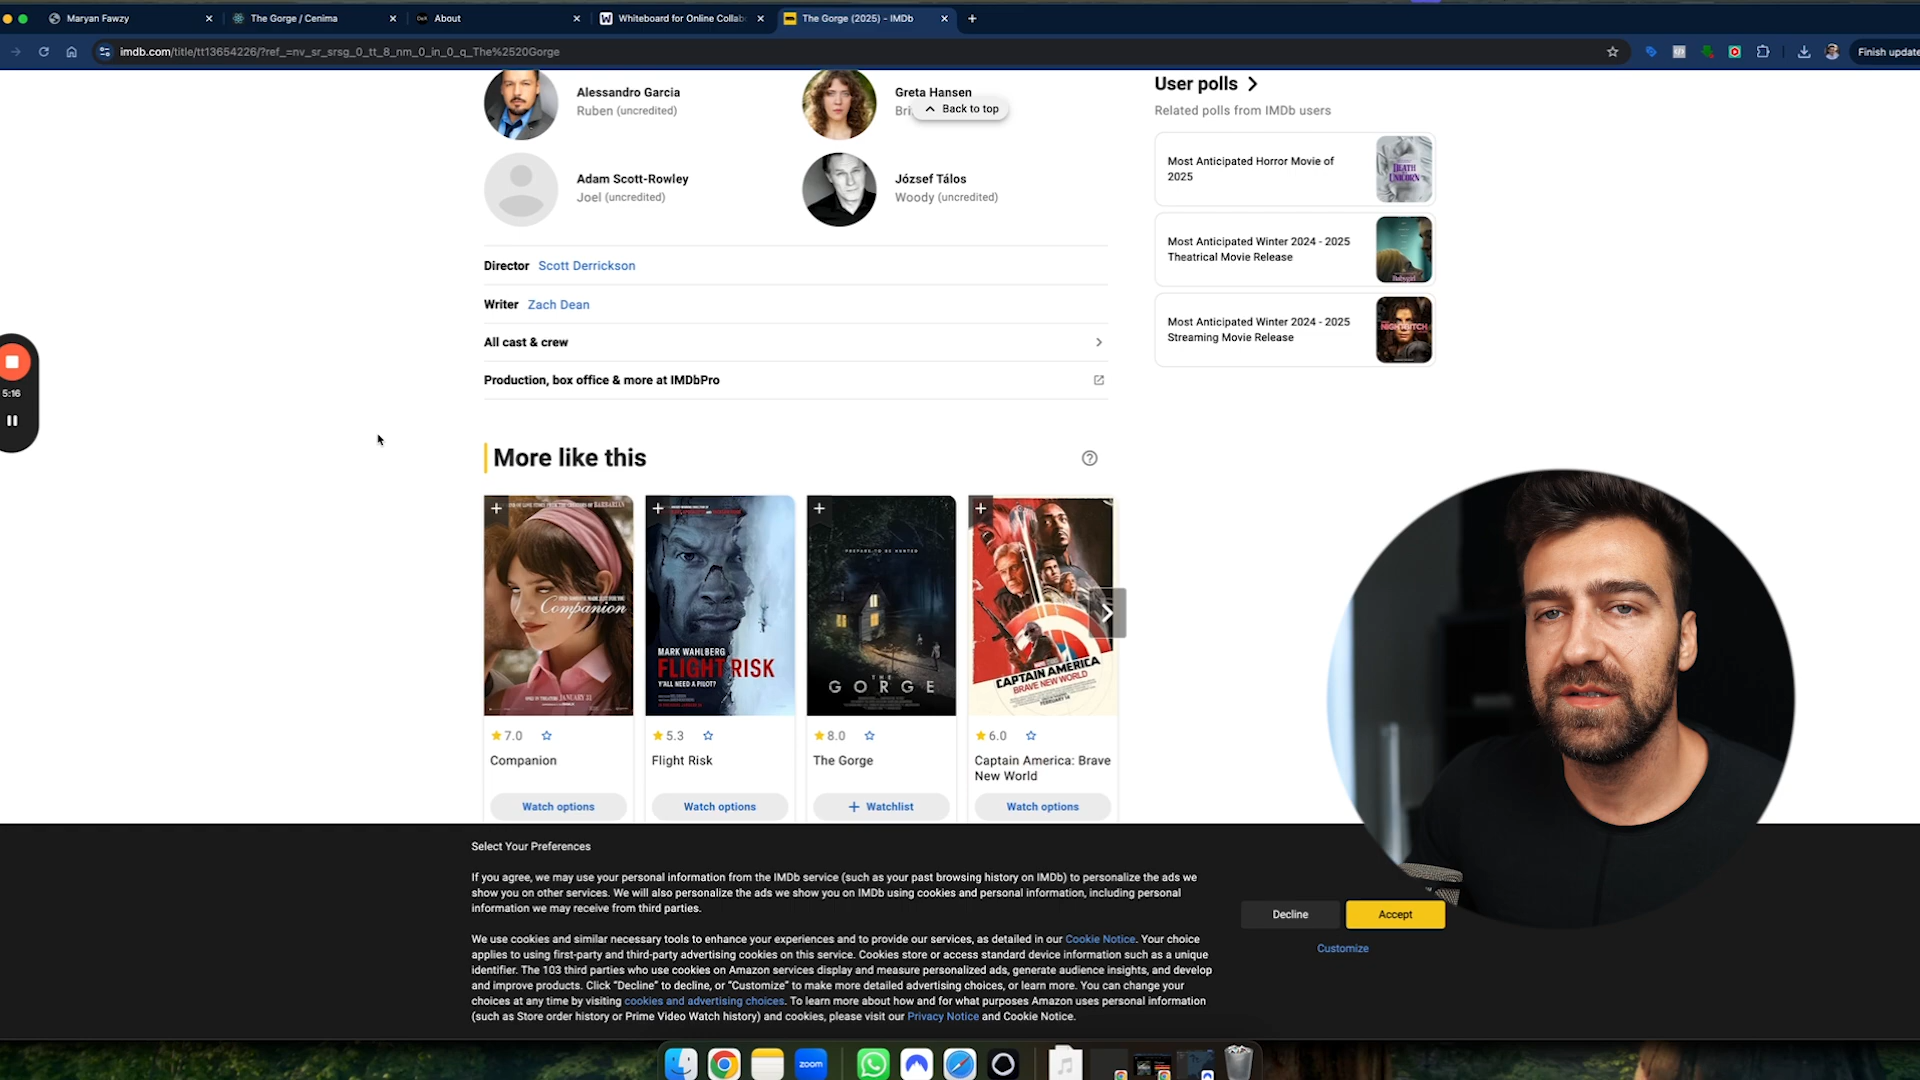 Maryan Fawzy
The Gorge / Cenima
About
Whiteboard for Online Collab
The Gorge (2025) - IMDb
imdb.com/title/tt13654226/?ref_=nv_sr_srsg_0_tt_8_nm_0_in_0_q_The%2520Gorge
Finish update
Alessandro Garcia
Ruben (uncredited)
Greta Hansen
Bri
Back to top
Adam Scott-Rowley
Joel (uncredited)
József Tálos
Woody (uncredited)
Director Scott Derrickson
Writer Zach Dean
All cast & crew
Production, box office & more at IMDbPro
User polls
Related polls from IMDb users
Most Anticipated Horror Movie of
2025
DEATH
UNICORN
Most Anticipated Winter 2024 - 2025
Theatrical Movie Release
Babygirl
Most Anticipated Winter 2024 - 2025
Streaming Movie Release
NIGHTBITCH
5:16
More like this
Companion
MARK WAHLBERG
FLIGHT RISK
Y'ALL NEED A PILOT?
PREPARE TO BE HUNTED
THE
GORGE
CAPTAIN AMERICA
BRAVE NEW WORLD
FEBRUARY 14
7.0
Companion
Watch options
5.3
Flight Risk
Watch options
8.0
The Gorge
Watchlist
6.0
Captain America: Brave
New World
Watch options
Select Your Preferences
If you agree, we may use your personal information from the IMDb service (such as your past browsing history on IMDb) to personalize the ads we
show you on other services. We will also personalize the ads we show you on IMDb using cookies and personal information, including personal
information we may receive from third parties.
We use cookies and similar necessary tools to enhance your experiences and to provide our services, as detailed in our Cookie Notice. Your choice
applies to using first-party and third-party advertising cookies on this service. Cookies store or access standard device information such as a unique
identifier. The 103 third parties who use cookies on Amazon services display and measure personalized ads, generate audience insights, and develop
and improve products. Click "Decline" to decline, or "Customize" to make more detailed advertising choices, or learn more. You can change your
choices at any time by visiting cookies and advertising choices. To learn more about how and for what purposes Amazon uses personal information
(such as Store order history or Prime Video Watch history) and cookies, please visit our Privacy Notice and Cookie Notice.
Decline
Accept
Customize
zoom